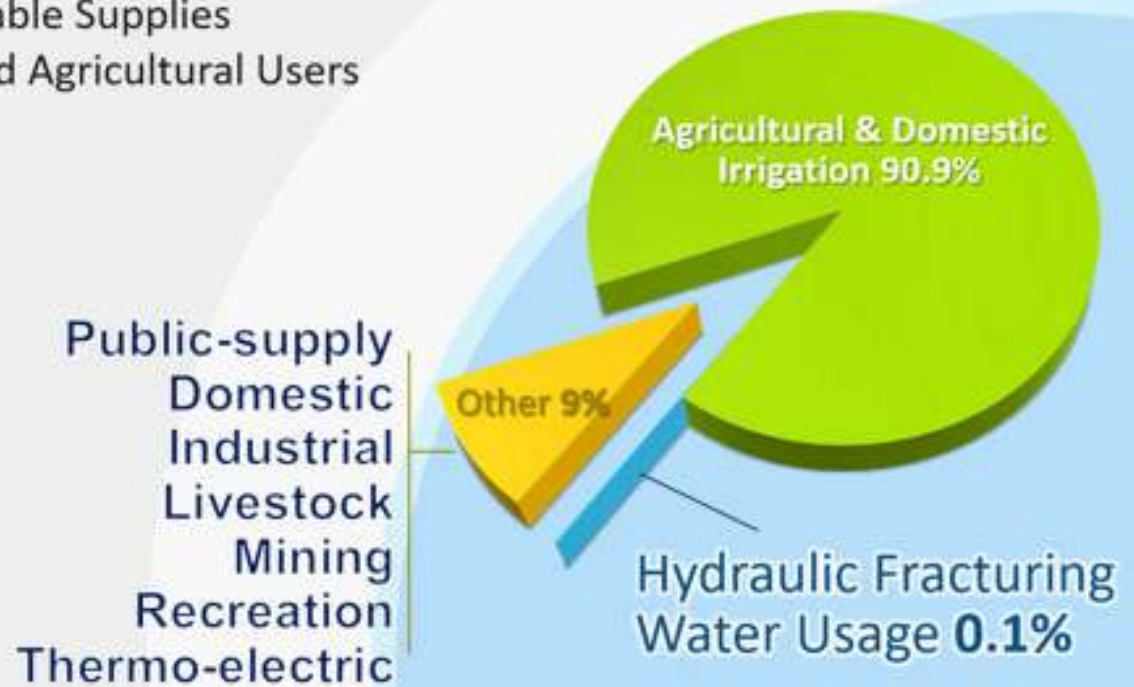 Supplies
Agricultural Users
Agricultural & Domestic
Irrigation 90.9%
Other 9%
Public-supply
Domestic
Industrial
Livestock
Mining
Recreation
Thermo-electric
Hydraulic Fracturing
Water Usage 0.1%